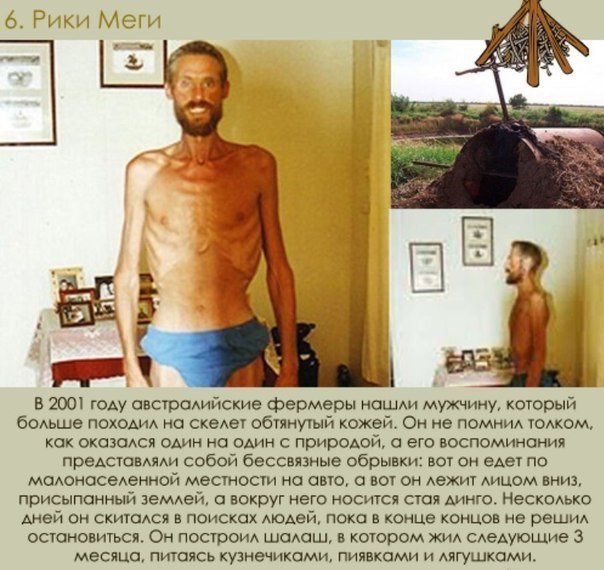 6. Рики Меги
В 2001 году австралийские фермеры нашли мужчину, который
больше походил на скелет обтянутый кожей. Он не помнил толком,
как оказался один на один с природой, а его воспоминания
представляли собой бессвязные обрывки: вот он едет по
малонаселенной местности на авто, а вот он лежит лицом вниз,
присыпанный землей, а вокруг него носится стая динго. Несколько
дней он скитался в поисках людей, пока в конце концов не решил
остановиться. Он построил шалаш, в котором жил следующие 3
месяца, питаясь кузнечиками, пиявками и лягушками.